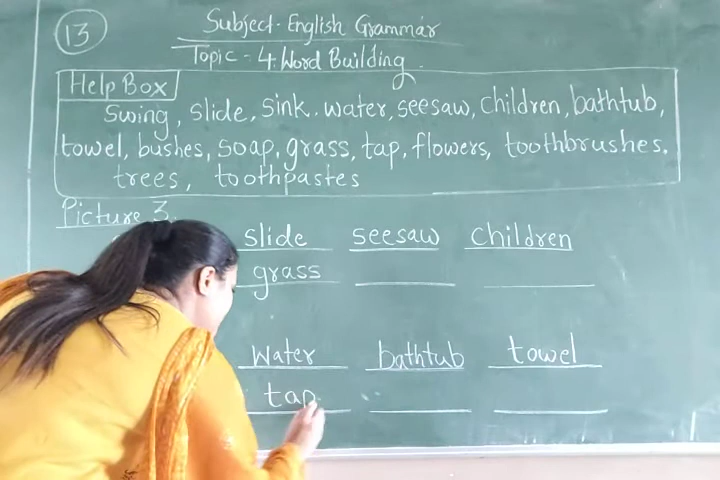 13
Subject - English Grammar
Topic - 4. Word Building.
Help Box
Swing, slide, sink, water, seesaw, children, bathtub,
towel, bushes, soap, grass, tap, flowers, toothbrushes,
trees, toothpastes
Picture 3.
slide seesaw children
grass
Water bathtub towel
tap